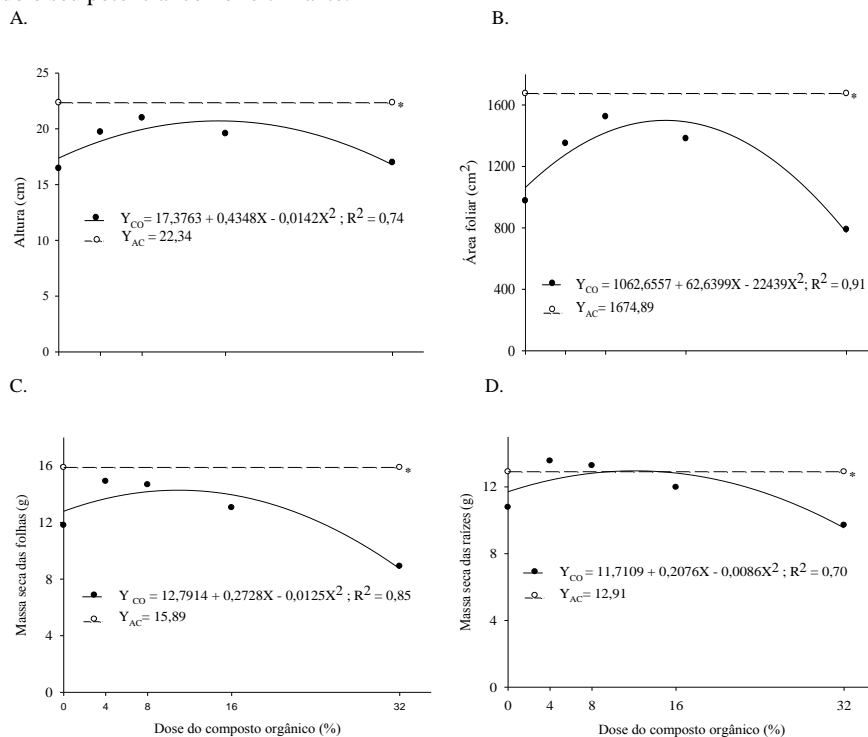 A.
B.
25
20
15
10
5
0
Altura (cm)
Y_CO= 17,3763 + 0,4348X - 0,0142X² ; R² = 0,74
Y_AC = 22,34
*
1600
1200
800
400
0
Área foliar (cm²)
Y_CO = 1062,6557 + 62,6399X - 22439X²; R² = 0,91
Y_AC= 1674,89
*
C.
D.
16
12
8
4
0
Massa seca das folhas (g)
Y_CO = 12,7914 + 0,2728X - 0,0125X² ; R² = 0,85
Y_AC= 15,89
*
0 4 8 16 32
Dose do composto orgânico (%)
12
8
4
0
Massa seca das raízes (g)
Y_CO = 11,7109 + 0,2076X - 0,0086X² ; R² = 0,70
Y_AC = 12,91
*
0 4 8 16 32
Dose do composto orgânico (%)